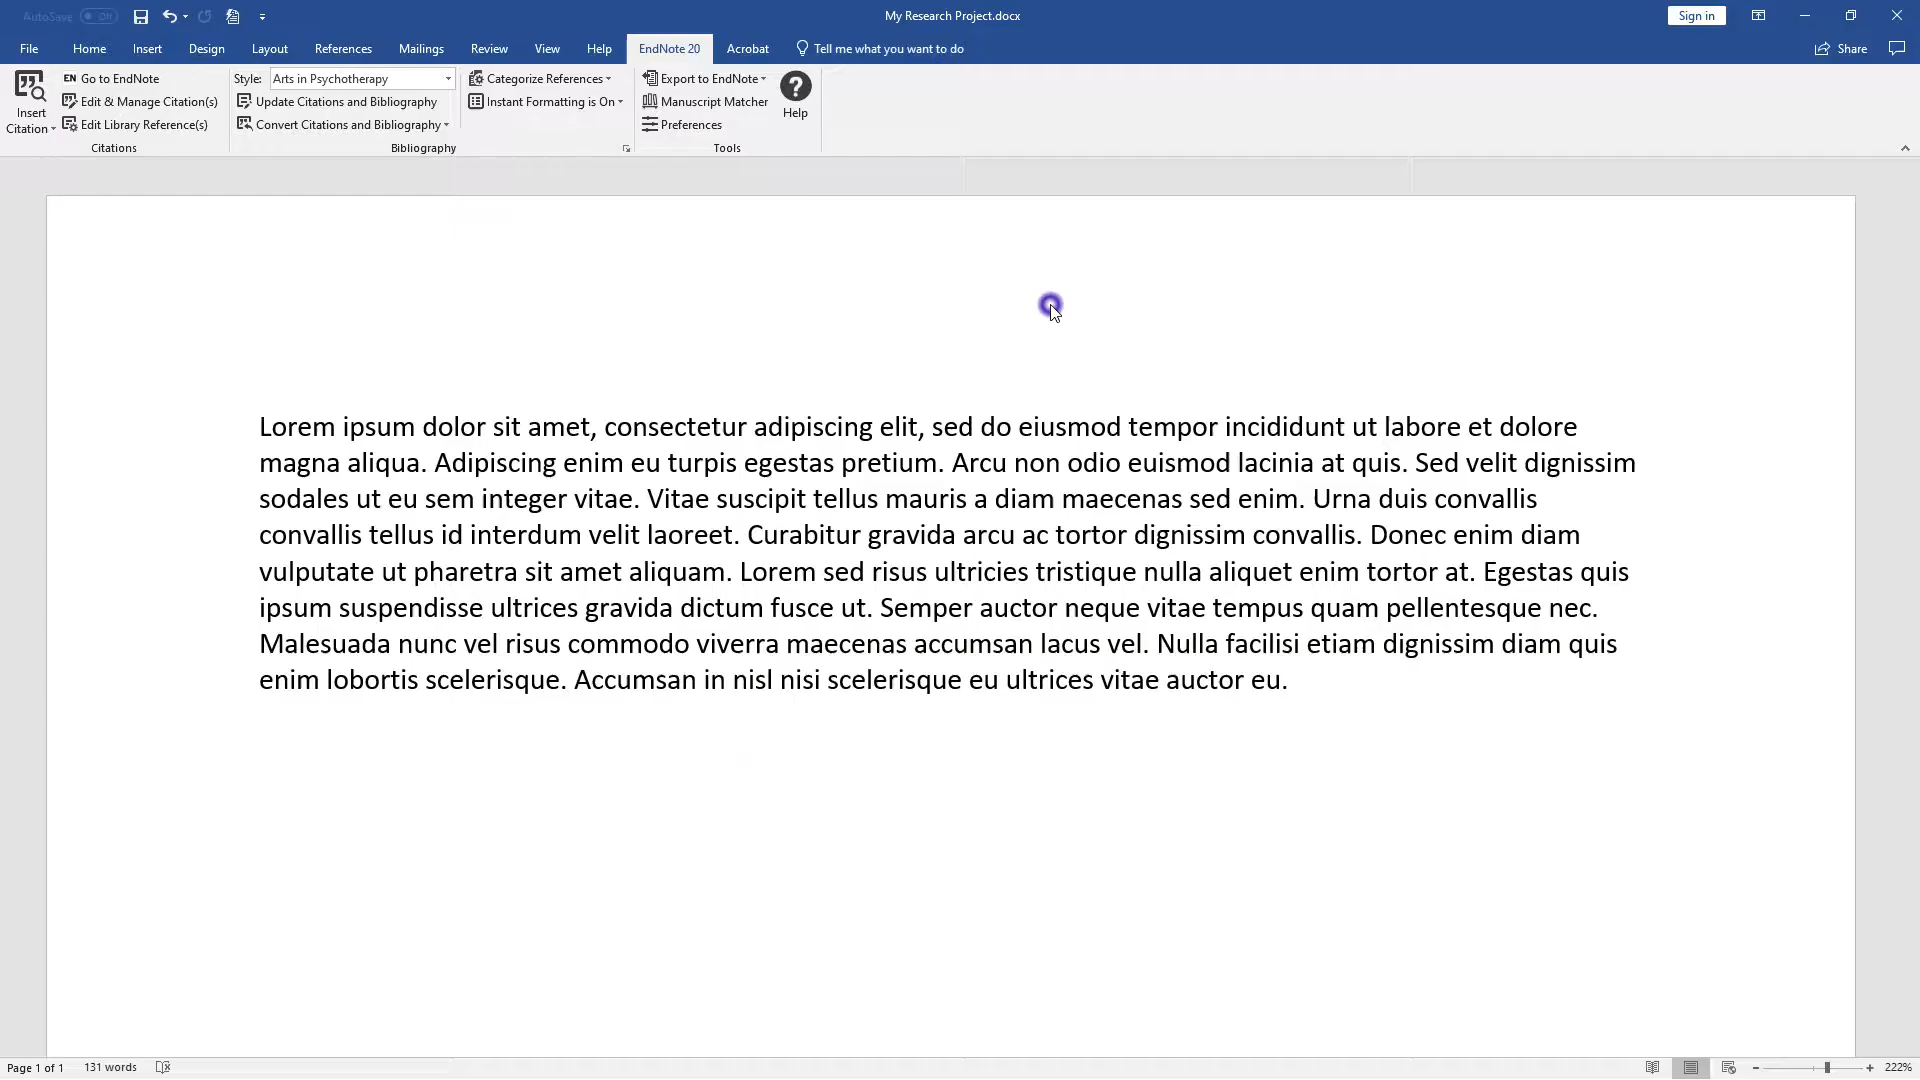 AutoSave Off My Research Project.docx Sign in
File Home Insert Design Layout References Mailings Review View Help EndNote 20 Acrobat Tell me what you want to do Share
Insert Citation
EN Go to EndNote
Edit & Manage Citation(s)
Edit Library Reference(s)
Citations
Style: Arts in Psychotherapy
Update Citations and Bibliography
Convert Citations and Bibliography
Categorize References
Instant Formatting is On
Bibliography
Export to EndNote
Manuscript Matcher
Preferences
? Help
Tools
Lorem ipsum dolor sit amet, consectetur adipiscing elit, sed do eiusmod tempor incididunt ut labore et dolore
magna aliqua. Adipiscing enim eu turpis egestas pretium. Arcu non odio euismod lacinia at quis. Sed velit dignissim
sodales ut eu sem integer vitae. Vitae suscipit tellus mauris a diam maecenas sed enim. Urna duis convallis
convallis tellus id interdum velit laoreet. Curabitur gravida arcu ac tortor dignissim convallis. Donec enim diam
vulputate ut pharetra sit amet aliquam. Lorem sed risus ultricies tristique nulla aliquet enim tortor at. Egestas quis
ipsum suspendisse ultrices gravida dictum fusce ut. Semper auctor neque vitae tempus quam pellentesque nec.
Malesuada nunc vel risus commodo viverra maecenas accumsan lacus vel. Nulla facilisi etiam dignissim diam quis
enim lobortis scelerisque. Accumsan in nisl nisi scelerisque eu ultrices vitae auctor eu.
Page 1 of 1 131 words 222%